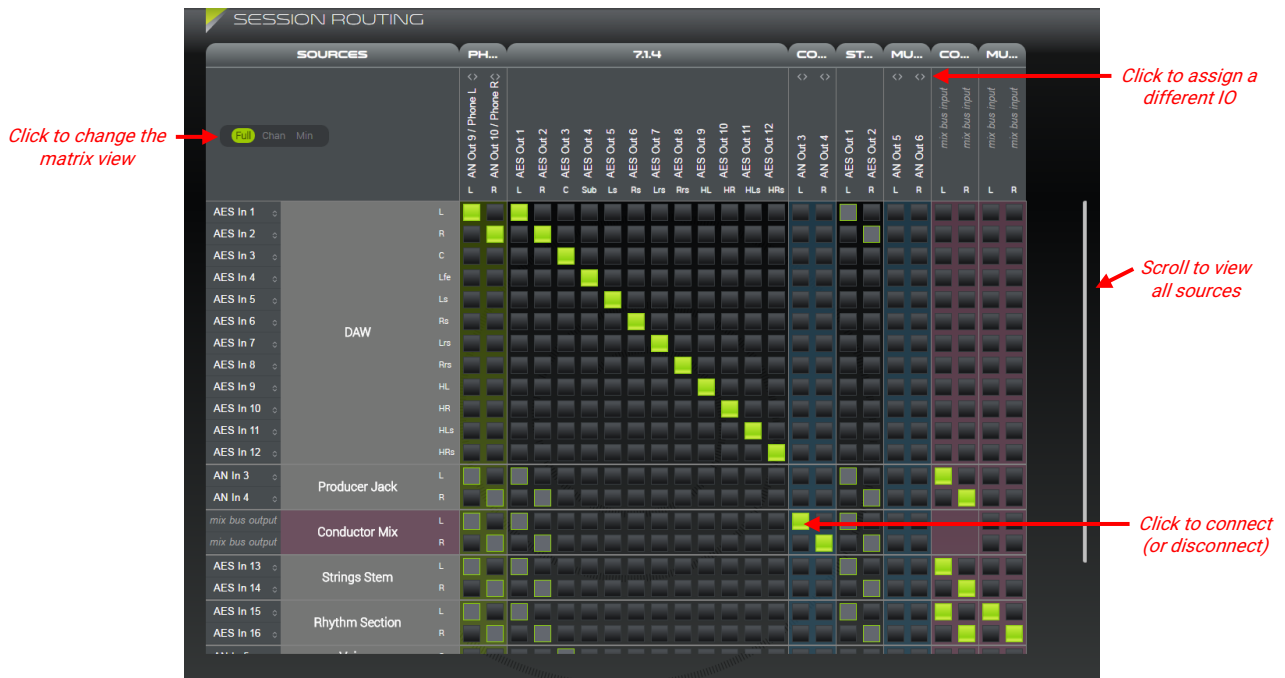 SESSION ROUTING
SOURCES
PH...
7.1.4
CO...
ST...
MU...
CO...
MU...
Click to assign a
different IO
Click to change the
matrix view
Full Chan Min
AN Out 9 / Phone L
AN Out 10 / Phone R
AES Out 1
AES Out 2
AES Out 3
AES Out 4
AES Out 5
AES Out 6
AES Out 7
AES Out 8
AES Out 9
AES Out 10
AES Out 11
AES Out 12
AN Out 3
AN Out 4
AES Out 1
AES Out 2
AN Out 5
AN Out 6
mix bus input
mix bus input
mix bus input
mix bus input
L R L R C Sub Ls Rs Lrs Rrs HL HR HLs HRs L R L R L R L R L R
AES In 1 L
AES In 2 R
AES In 3 C
AES In 4 Lfe
AES In 5 Ls
AES In 6 Rs
DAW
AES In 7 Lrs
AES In 8 Rrs
AES In 9 HL
AES In 10 HR
AES In 11 HLs
AES In 12 HRs
Scroll to view
all sources
AN In 3 L
Producer Jack
AN In 4 R
mix bus output L
Conductor Mix
mix bus output R
Click to connect
(or disconnect)
AES In 13 L
Strings Stem
AES In 14 R
AES In 15 L
Rhythm Section
AES In 16 R